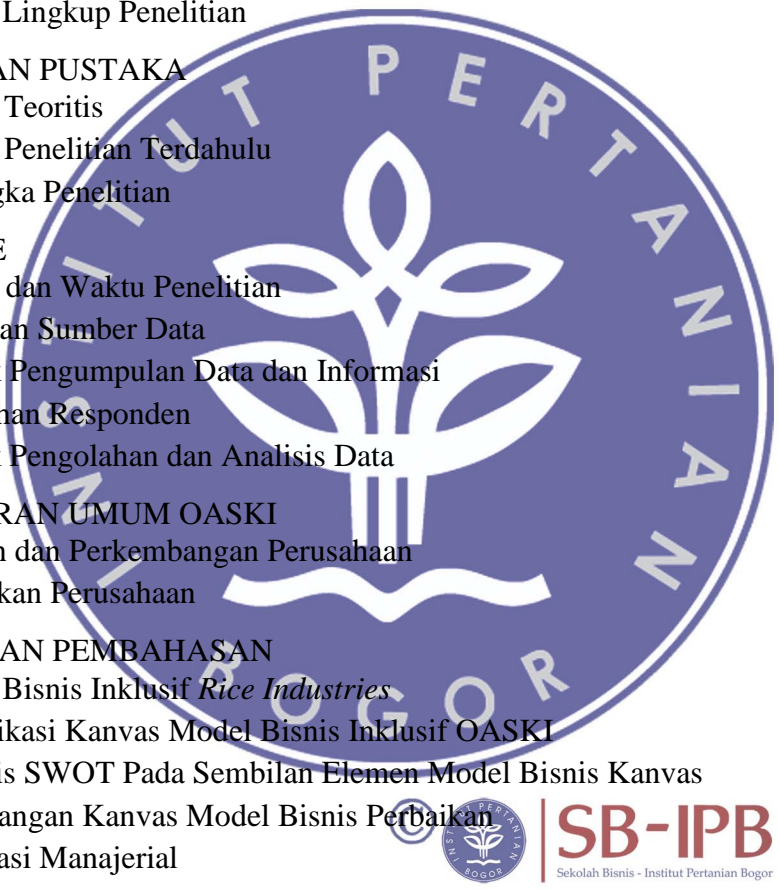 Lingkup Penelitian
AN PUSTAKA
Teoritis
Penelitian Terdahulu
gka Penelitian
E
dan Waktu Penelitian
an Sumber Data
Pengumpulan Data dan Informasi
han Responden
Pengolahan dan Analisis Data
RAN UMUM OASKI
n dan Perkembangan Perusahaan
kan Perusahaan
AN PEMBAHASAN
Bisnis Inklusif Rice Industries
ikasi Kanvas Model Bisnis Inklusif OASKI
is SWOT Pada Sembilan Elemen Model Bisnis Kanvas
angan Kanvas Model Bisnis Perbaikan
asi Manajerial
INSTITUT PERTANIAN
BOGOR
©
INSTITUT PERTANIAN
BOGOR
SB-IPB
Sekolah Bisnis - Institut Pertanian Bogor